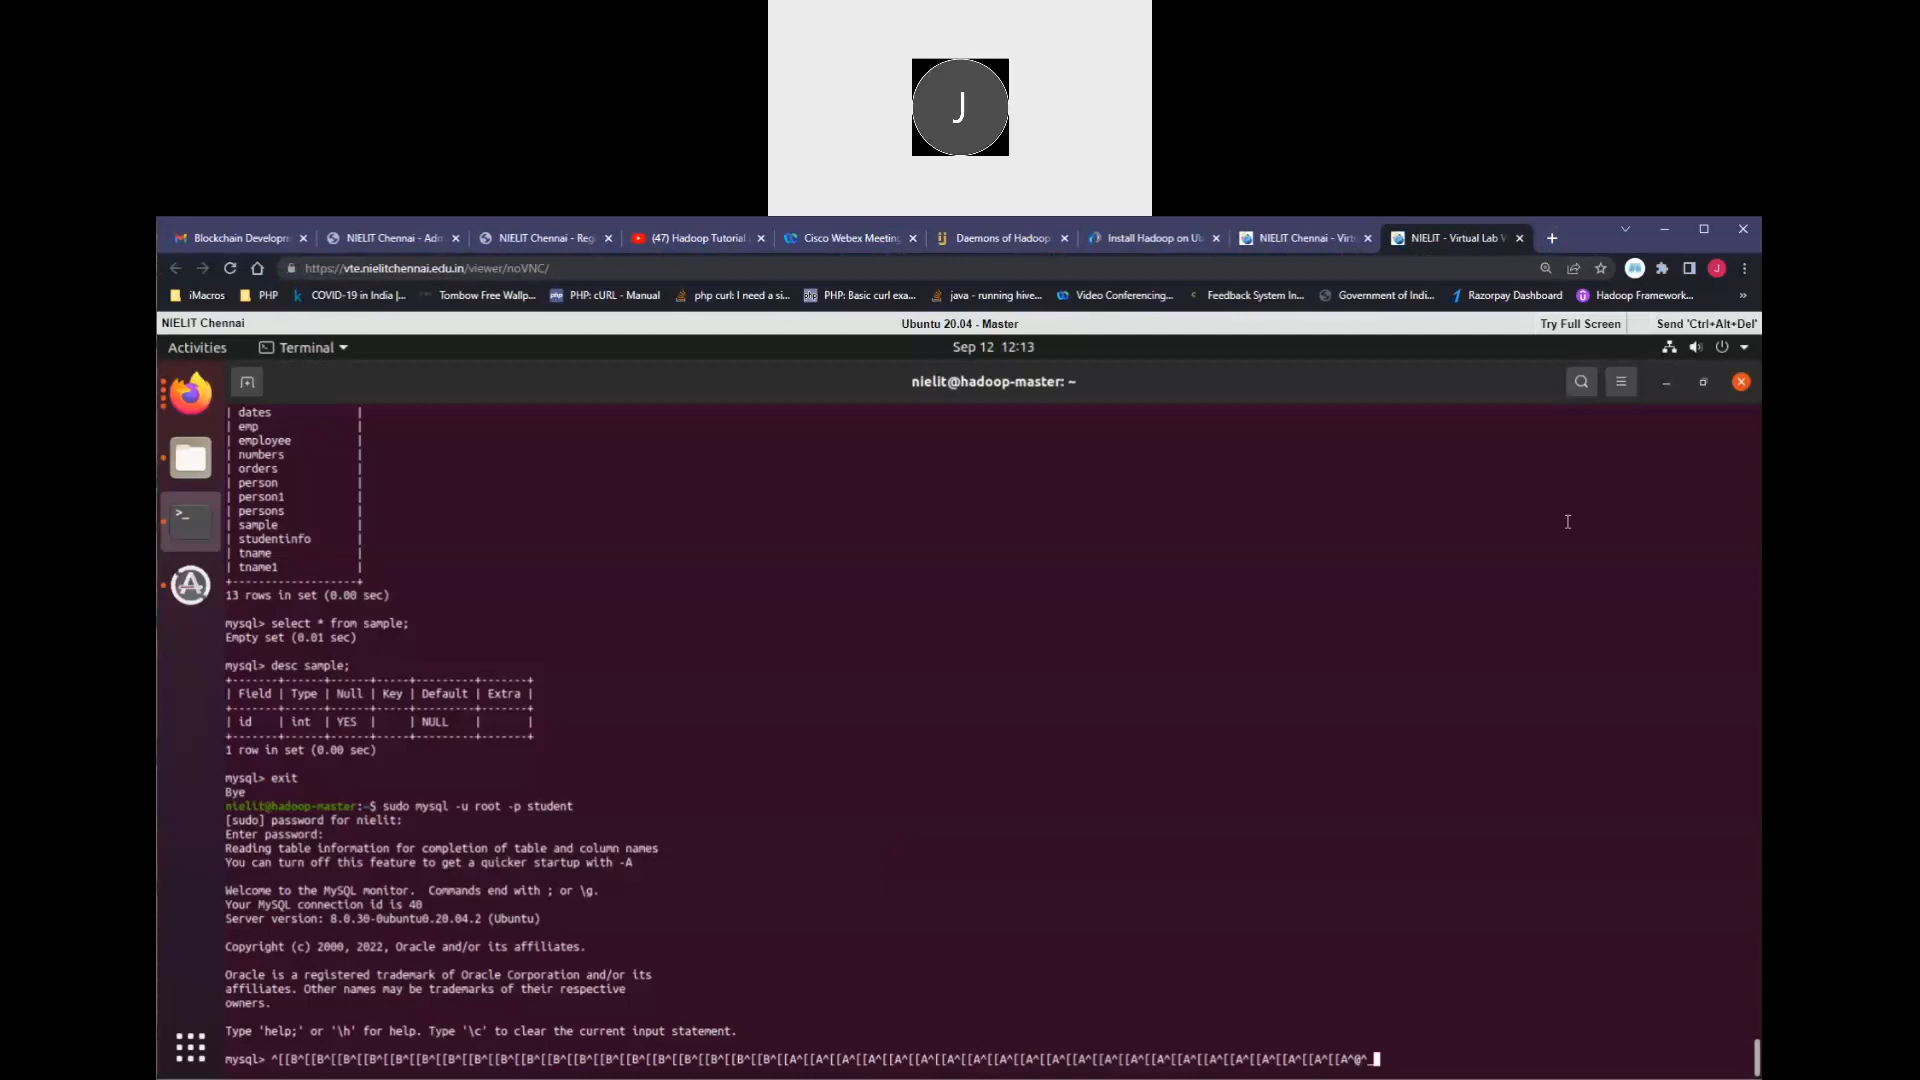 J
Blockchain Developm
NIELIT Chennai - Adm
NIELIT Chennai - Reg
(47) Hadoop Tutorial
Cisco Webex Meeting
Daemons of Hadoop
Install Hadoop on Ub
NIELIT Chennai - Virt
NIELIT - Virtual Lab V
https://vte.nielitchennai.edu.in/viewer/noVNC/
J
iMacros
PHP
COVID-19 in India |...
Tombow Free Wallp...
PHP: cURL - Manual
php curl: I need a si...
PHP: Basic curl exa...
java - running hive...
Video Conferencing...
Feedback System In...
Government of Indi...
Razorpay Dashboard
Hadoop Framework...
»
NIELIT Chennai
Ubuntu 20.04 - Master
Try Full Screen
Send 'Ctrl+Alt+Del'
Activities
Terminal
Sep 12 12:13
nielit@hadoop-master: ~
| dates |
| emp |
| employee |
| numbers |
| orders |
| person |
| person1 |
| persons |
| sample |
| studentinfo |
| tname |
| tname1 |
+-------------------+
13 rows in set (0.00 sec)
mysql> select * from sample;
Empty set (0.01 sec)
mysql> desc sample;
+-------+------+------+-----+---------+-------+
| Field | Type | Null | Key | Default | Extra |
+-------+------+------+-----+---------+-------+
| id | int | YES | | NULL | |
+-------+------+------+-----+---------+-------+
1 row in set (0.00 sec)
mysql> exit
Bye
nielit@hadoop-master:~$ sudo mysql -u root -p student
[sudo] password for nielit:
Enter password:
Reading table information for completion of table and column names
You can turn off this feature to get a quicker startup with -A
Welcome to the MySQL monitor. Commands end with ; or \g.
Your MySQL connection id is 40
Server version: 8.0.30-0ubuntu0.20.04.2 (Ubuntu)
Copyright (c) 2000, 2022, Oracle and/or its affiliates.
Oracle is a registered trademark of Oracle Corporation and/or its
affiliates. Other names may be trademarks of their respective
owners.
Type 'help;' or '\h' for help. Type '\c' to clear the current input statement.
mysql> ^[[B^[[B^[[B^[[B^[[B^[[B^[[B^[[B^[[B^[[B^[[B^[[B^[[B^[[B^[[B^[[B^[[B^[[B^[[B^[[A^[[A^[[A^[[A^[[A^[[A^[[A^[[A^[[A^[[A^[[A^[[A^[[A^[[A^[[A^[[A^[[A^[[A^[[A^[[A^[[A^[[A^@^_